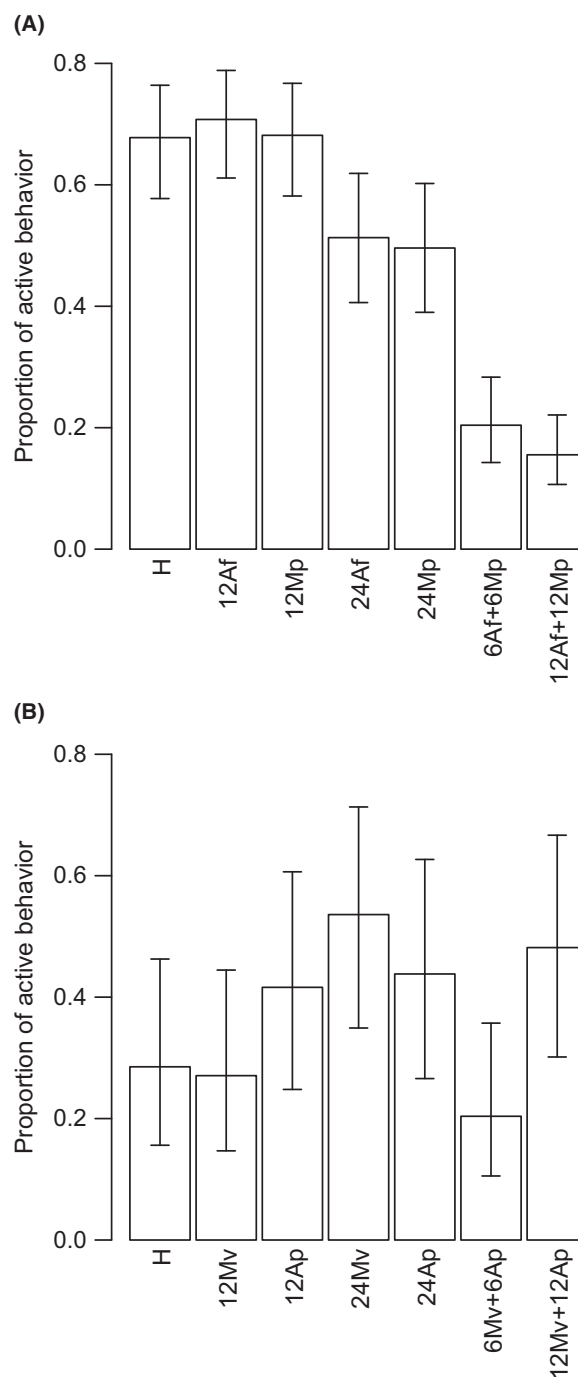 (A)
Proportion of active behavior
0.8
0.6
0.4
0.2
0.0
H
12Af
12Mp
24Af
24Mp
6Af+6Mp
12Af+12Mp
(B)
Proportion of active behavior
0.8
0.6
0.4
0.2
0.0
H
12Mv
12Ap
24Mv
24Ap
6Mv+6Ap
12Mv+12Ap